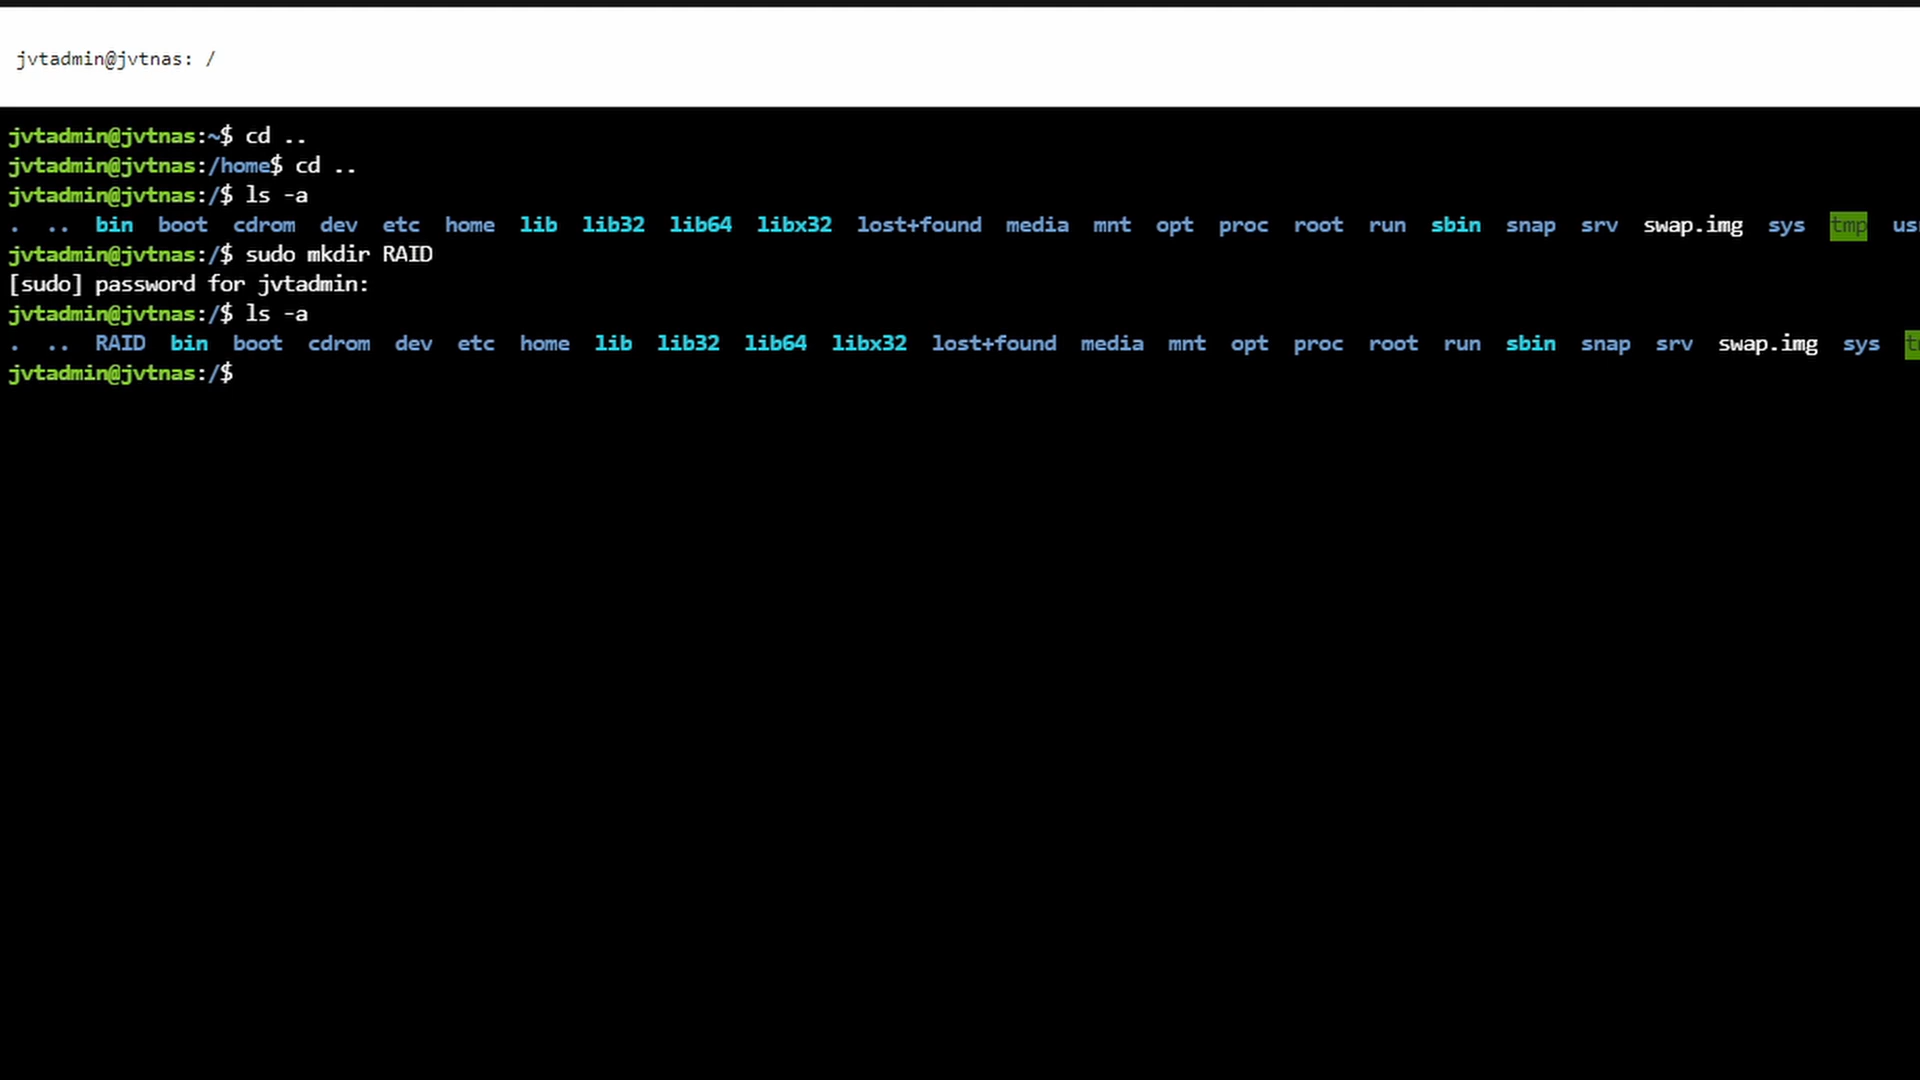 jvtadmin@jvtnas: /
jvtadmin@jvtnas:~$ cd ..
jvtadmin@jvtnas:/home$ cd ..
jvtadmin@jvtnas:/$ ls -a
. .. bin boot cdrom dev etc home lib lib32 lib64 libx32 lost+found media mnt opt proc root run sbin snap srv swap.img sys tmp us
jvtadmin@jvtnas:/$ sudo mkdir RAID
[sudo] password for jvtadmin:
jvtadmin@jvtnas:/$ ls -a
. .. RAID bin boot cdrom dev etc home lib lib32 lib64 libx32 lost+found media mnt opt proc root run sbin snap srv swap.img sys
jvtadmin@jvtnas:/$